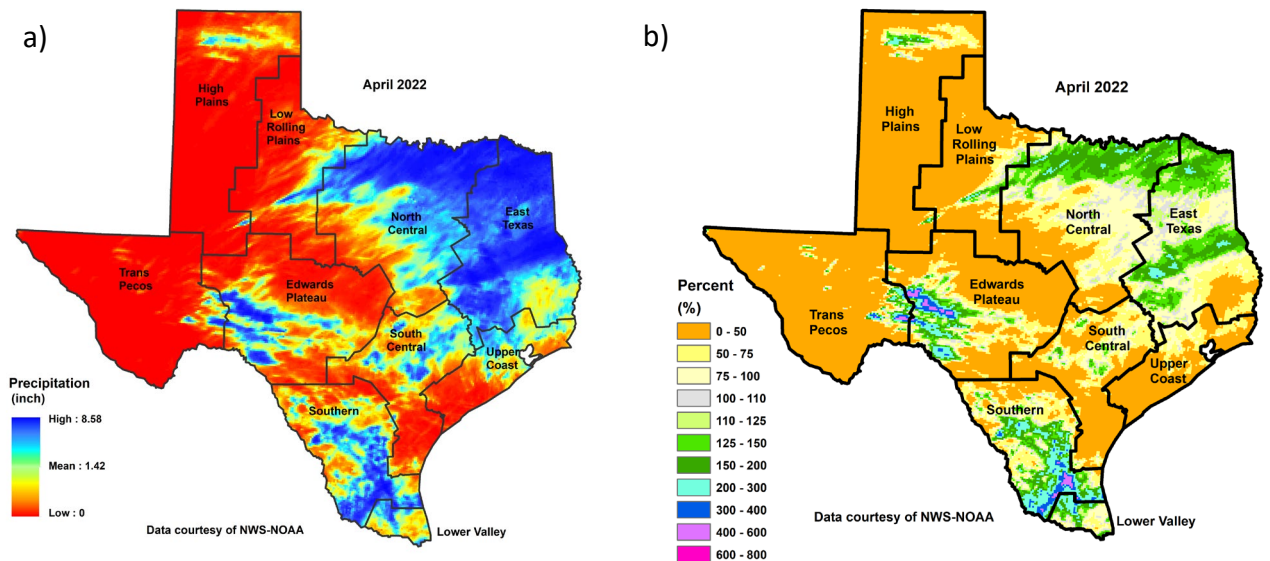 a)
April 2022
High
Plains
Low
Rolling
Plains
North
Central
East
Texas
Trans
Pecos
Edwards
Plateau
South
Central
Upper
Coast
Southern
Lower Valley
Precipitation
(inch)
High : 8.58
Mean : 1.42
Low : 0
Data courtesy of NWS-NOAA
b)
April 2022
High
Plains
Low
Rolling
Plains
North
Central
East
Texas
Trans
Pecos
Edwards
Plateau
South
Central
Upper
Coast
Southern
Lower Valley
Percent
(%)
0 - 50
50 - 75
75 - 100
100 - 110
110 - 125
125 - 150
150 - 200
200 - 300
300 - 400
400 - 600
600 - 800
Data courtesy of NWS-NOAA